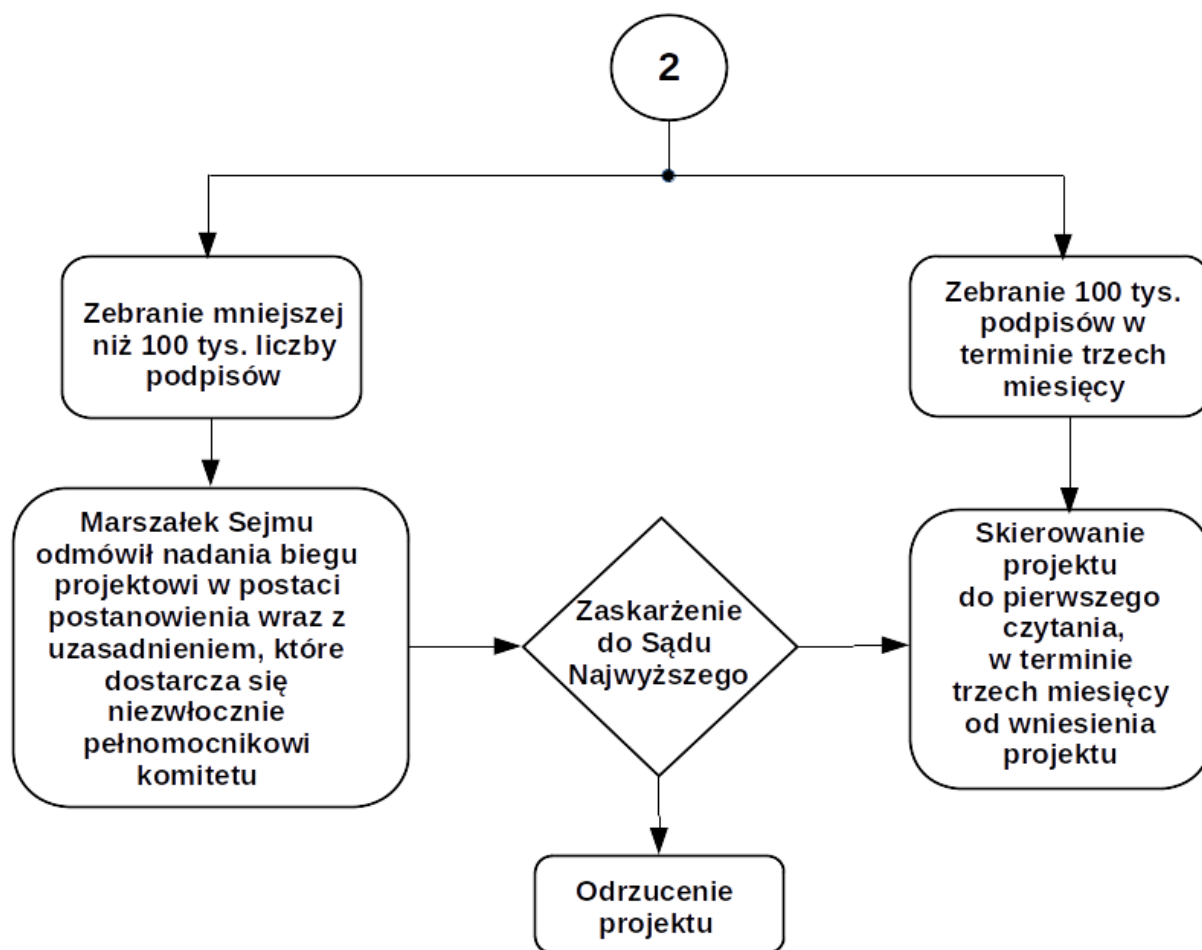 2
Zebranie mniejszej
niż 100 tys. liczby
podpisów
Zebranie 100 tys.
podpisów w
terminie trzech
miesięcy
Marszałek Sejmu
odmówił nadania biegu
projektowi w postaci
postanowienia wraz z
uzasadnieniem, które
dostarcza się
niezwłocznie
pełnomocnikowi
komitetu
Zaskarżenie
do Sądu
Najwyższego
Skierowanie
projektu
do pierwszego
czytania,
w terminie
trzech miesięcy
od wniesienia
projektu
Odrzucenie
projektu